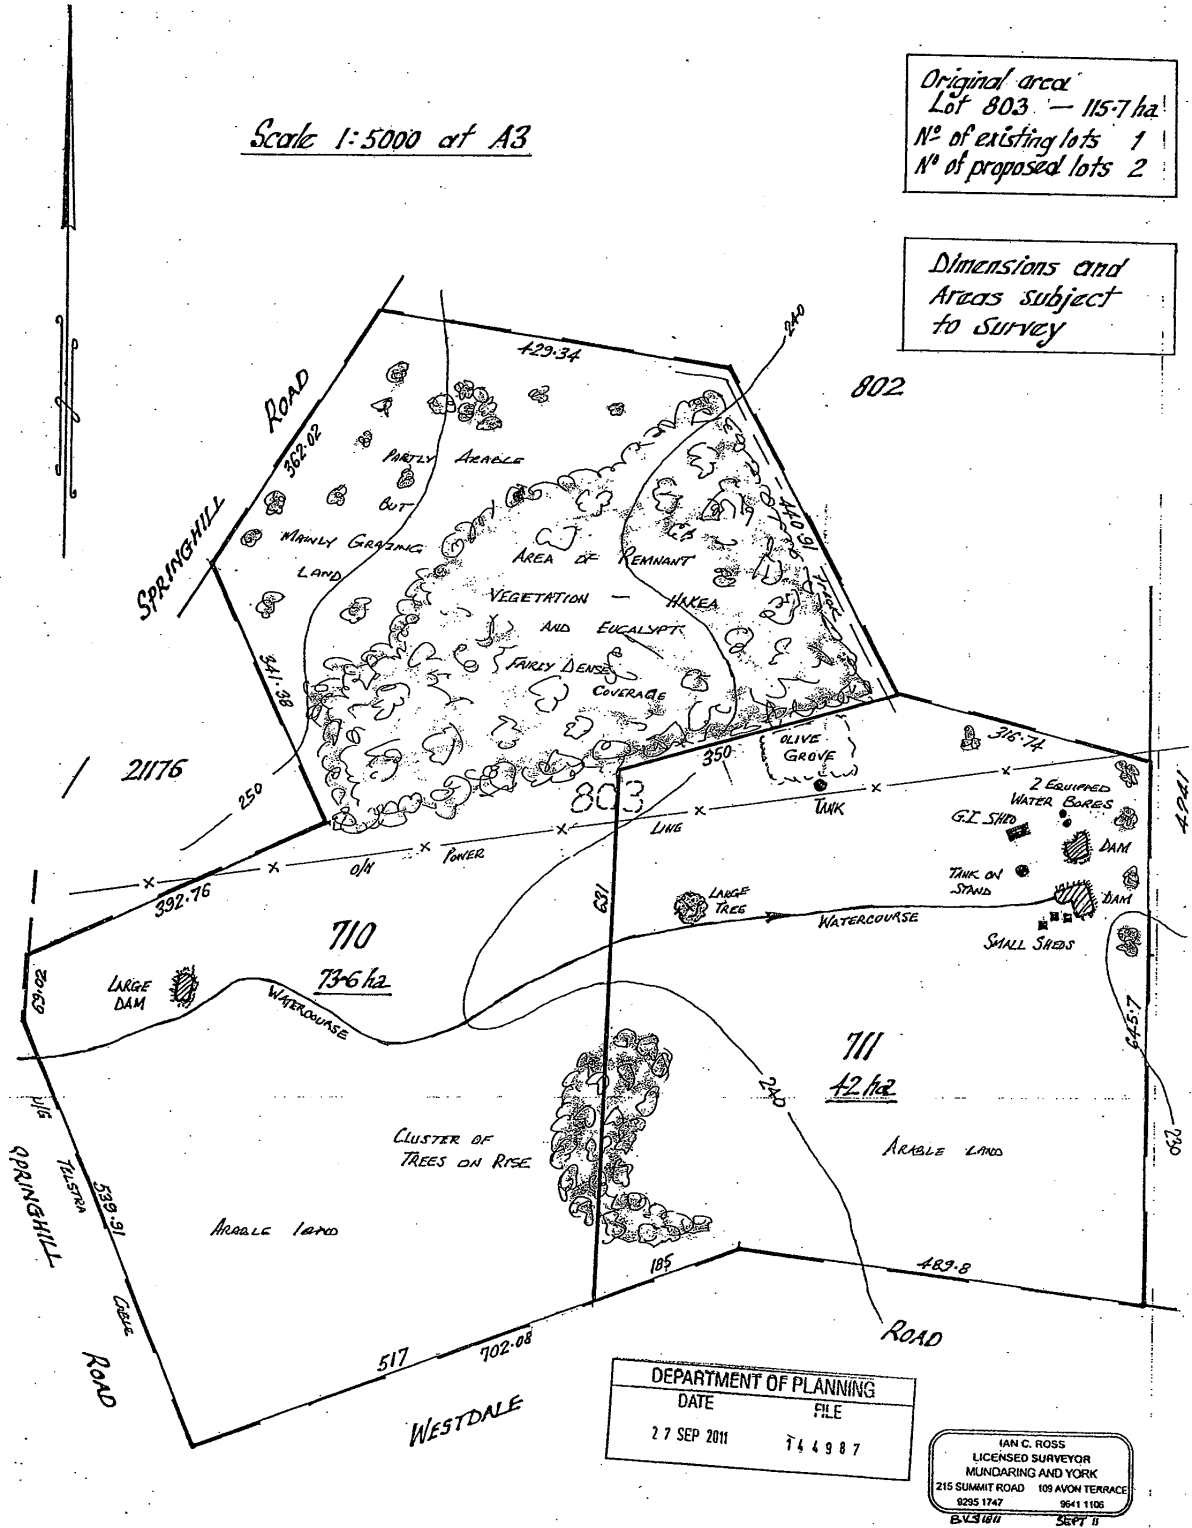 Original area
Lot 803 — 115.7 ha
Nº of existing lots 1
Nº of proposed lots 2
Scale 1:5000 at A3
Dimensions and
Areas subject
to Survey
240
429.34
802
ROAD
362.02
PARTLY ARABLE
BUT
MAINLY GRAZING
LAND
SPRINGHILL
440.91
TRACK
AREA OF REMNANT
VEGETATION — HAKEA
AND EUCALYPT
FAIRLY DENSE
COVERAGE
341.38
316.74
OLIVE
GROVE
350
21176
250
803
TANK
2 EQUIPPED
WATER BORES
G.I. SHED
DAM
4941
LINE
POWER
O/H
392.76
631
LARGE
TREE
TANK ON
STAND
DAM
WATERCOURSE
SMALL SHEDS
710
73.6 ha
69.02
LARGE
DAM
WATERCOURSE
711
42 ha
645.7
240
230
U/G
TELSTRA
CABLE
539.91
SPRINGHILL
ROAD
CLUSTER OF
TREES ON RISE
ARABLE LAND
ARABLE LAND
185
489.8
ROAD
517
702.08
WESTDALE
DEPARTMENT OF PLANNING
DATE FILE
27 SEP 2011 144987
IAN C. ROSS
LICENSED SURVEYOR
MUNDARING AND YORK
215 SUMMIT ROAD 109 AVON TERRACE
9295 1747 9641 1106
SEPT 11